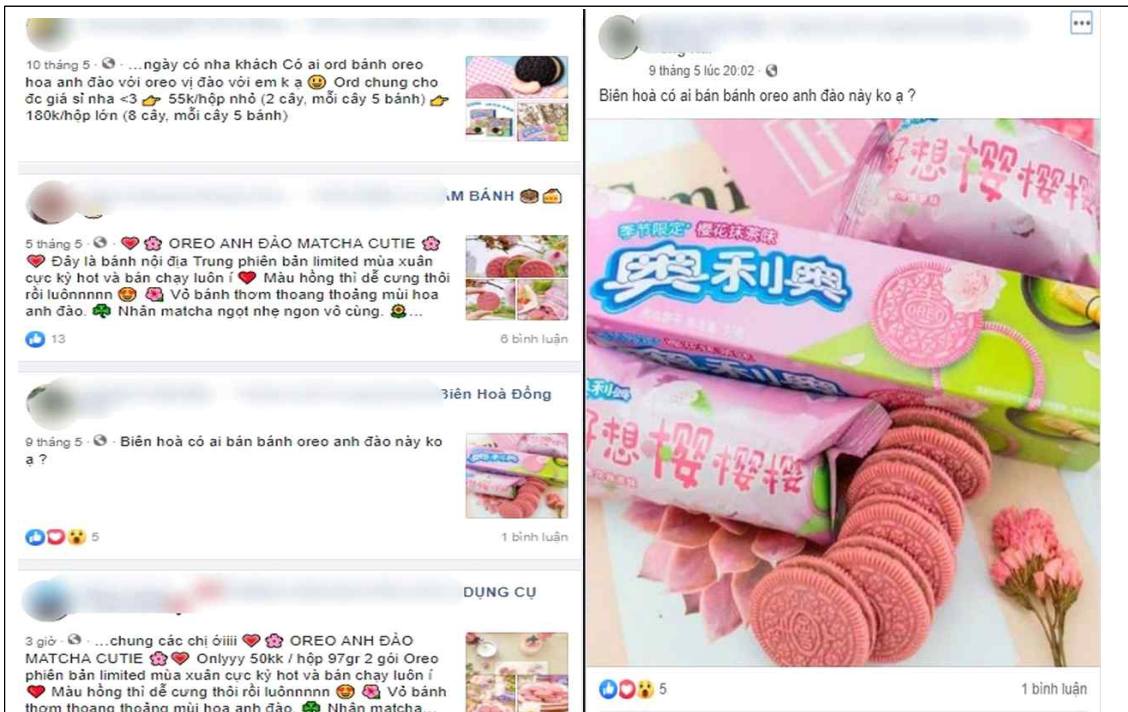 10 tháng 5 · ...ngày có nha khách Có ai ord bánh oreo
hoa anh đào với oreo vị đào với em k ạ 😀 Ord chung cho
đc giá sỉ nha <3 👉 55k/hộp nhỏ (2 cây, mỗi cây 5 bánh) 👉
180k/hộp lớn (8 cây, mỗi cây 5 bánh)
ÀM BÁNH 🎂🍰
5 tháng 5 · ❤️🌸 OREO ANH ĐÀO MATCHA CUTIE 🌸
❤️ Đây là bánh nội địa Trung phiên bản limited mùa xuân
cực kỳ hot và bán chạy luôn í ❤️ Màu hồng thì dễ cưng thôi
rồi luônnnnn 😍 🌸 Vỏ bánh thơm thoang thoảng mùi hoa
anh đào. ☘️ Nhân matcha ngọt nhẹ ngon vô cùng. 🌻...
13
6 bình luận
Biên Hoà Đồng
9 tháng 5 · Biên hoà có ai bán bánh oreo anh đào này ko
ạ ?
5
1 bình luận
DỤNG CỤ
3 giờ · ...chung các chị ơiiii ❤️🌸 OREO ANH ĐÀO
MATCHA CUTIE 🌸❤️ Onlyyy 50kk / hộp 97gr 2 gói Oreo
phiên bản limited mùa xuân cực kỳ hot và bán chạy luôn í
❤️ Màu hồng thì dễ cưng thôi rồi luônnnnn 😍 🌸 Vỏ bánh
thơm thoang thoảng mùi hoa anh đào. ☘️ Nhân matcha...
9 tháng 5 lúc 20:02 ·
Biên hoà có ai bán bánh oreo anh đào này ko ạ ?
好想樱樱樱
季节限定 樱花抹茶味
奥利奥
OREO
奥利奥
利奥
好想樱樱樱
5
1 bình luận